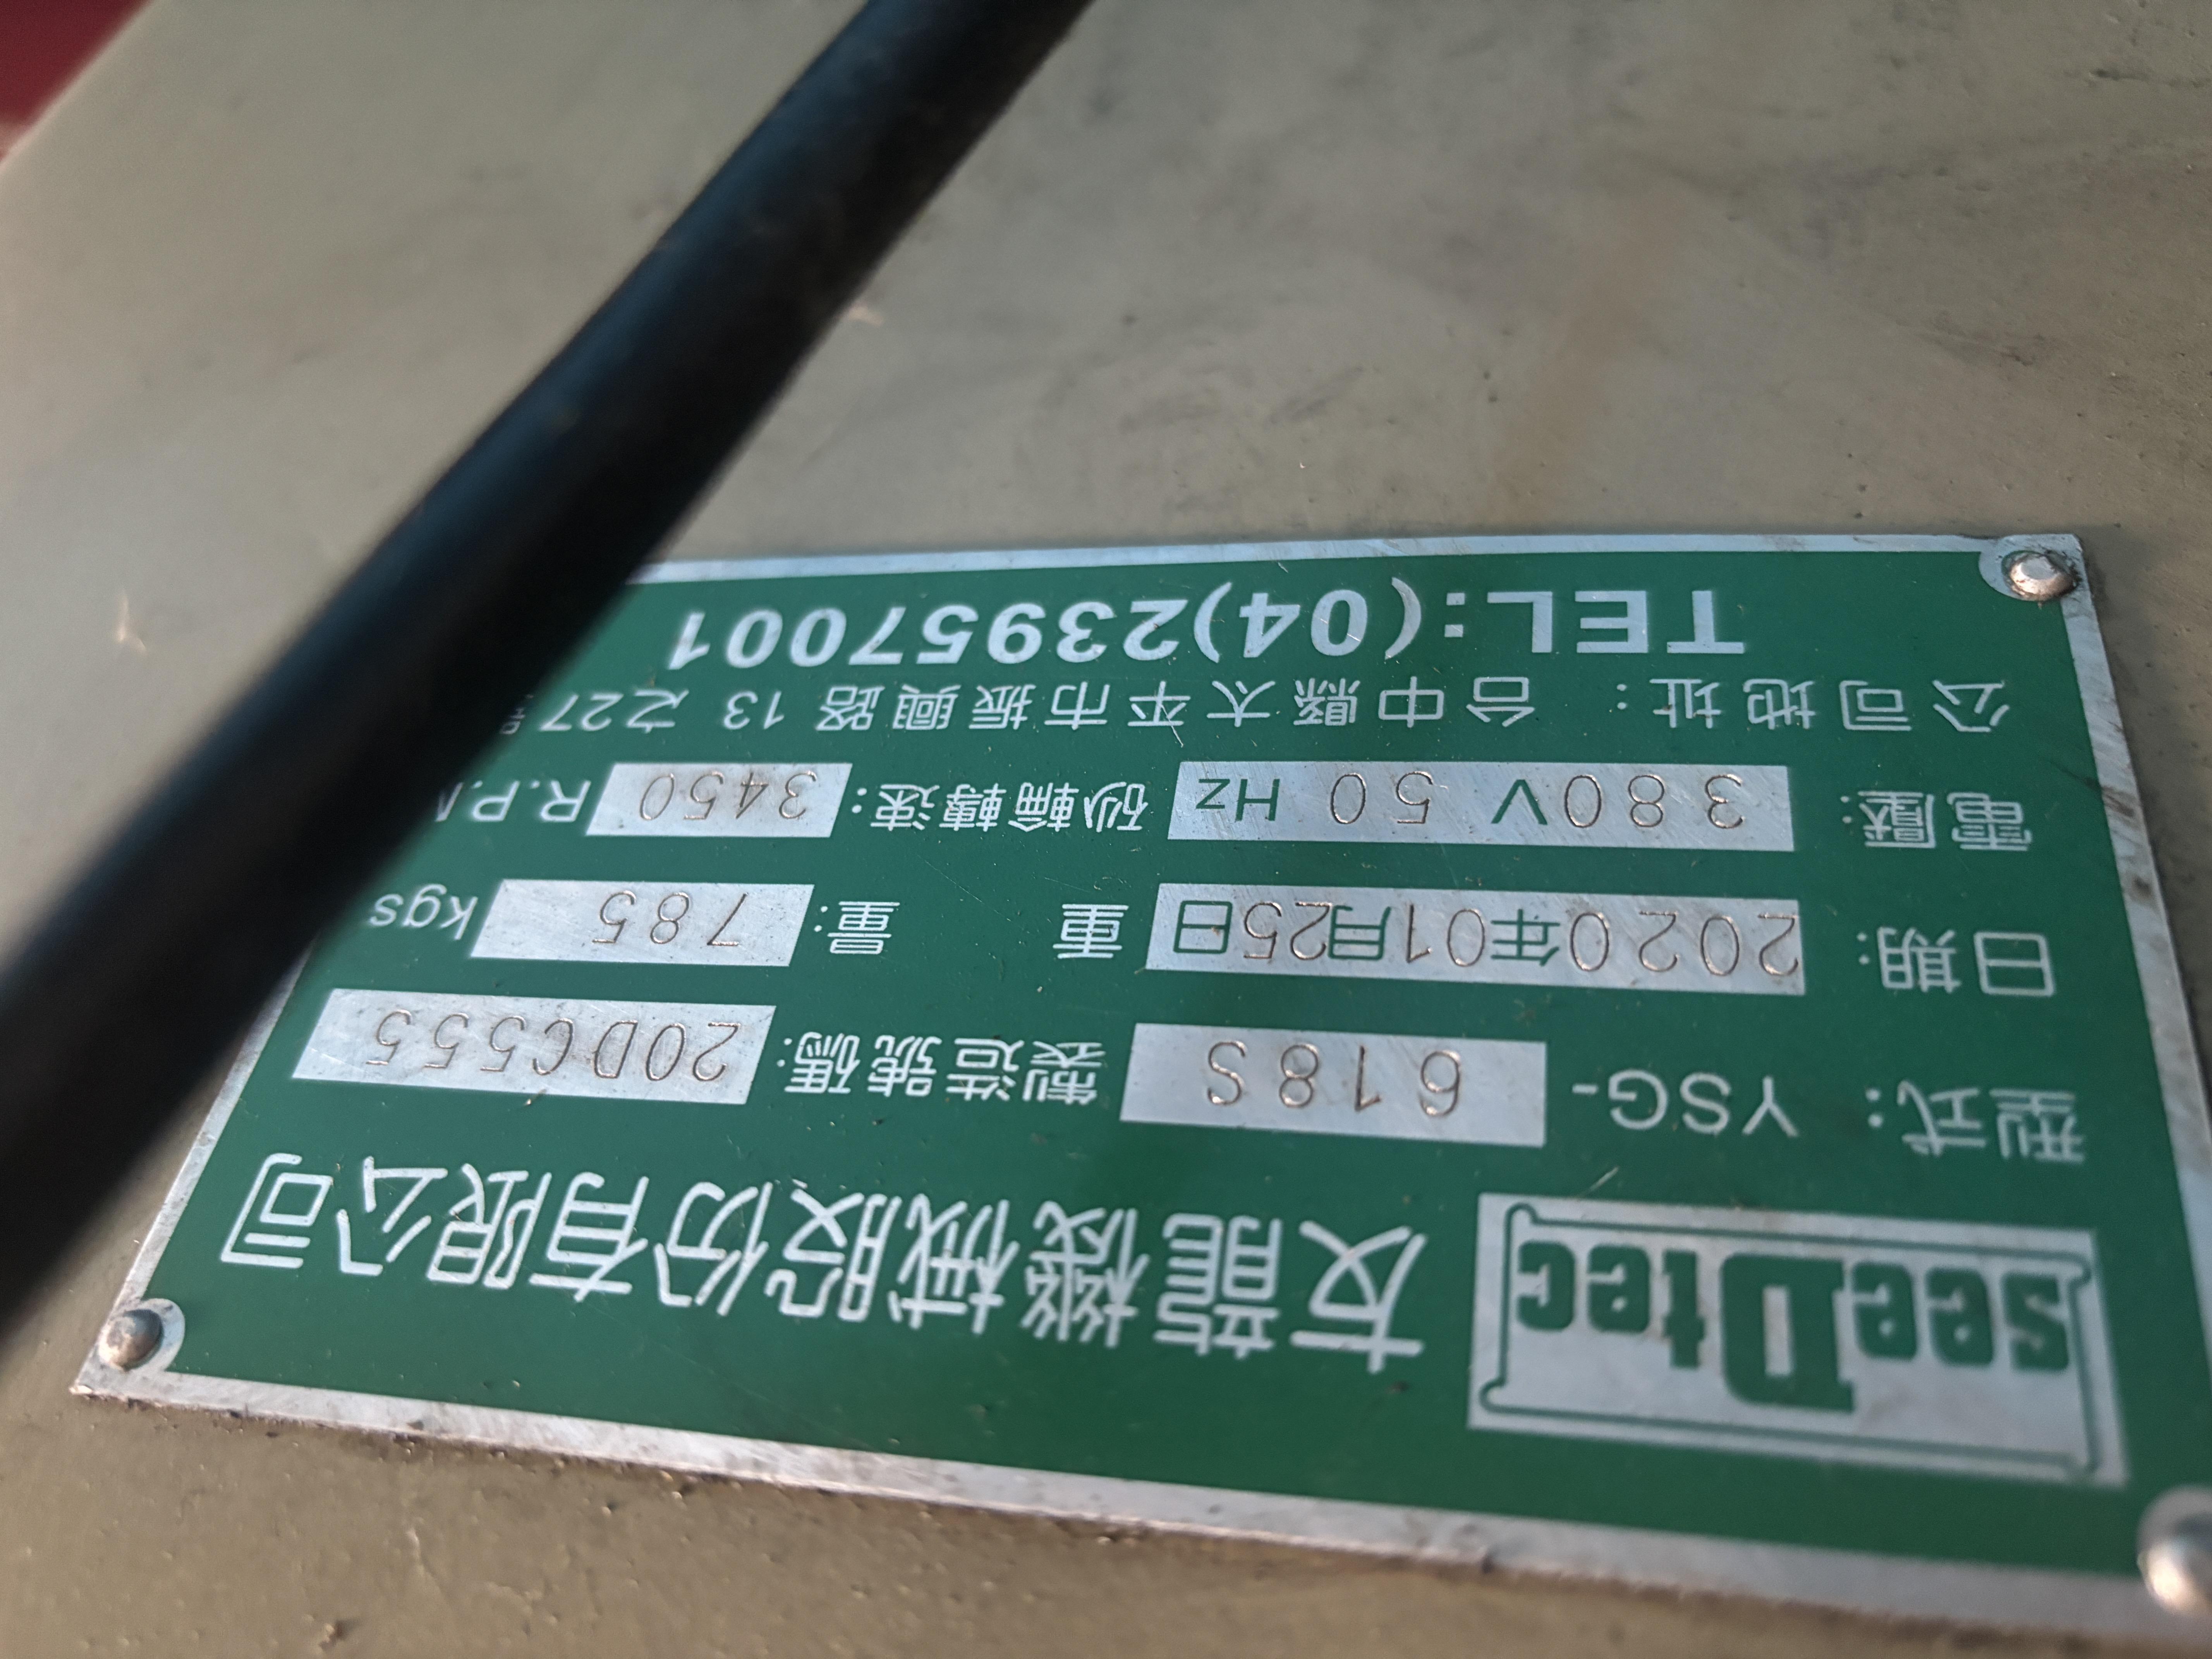 seeDtec 友龍機械股份有限公司
型式: YSG- 618S 製造號碼: 20DC555
日期: 2020年01月25日 重 量: 785 kgs
電壓: 380V 50 Hz 砂輪轉速: 3450 R.P.M
公司地址: 台中縣太平市振興路 13 之27號
TEL:(04)23957001